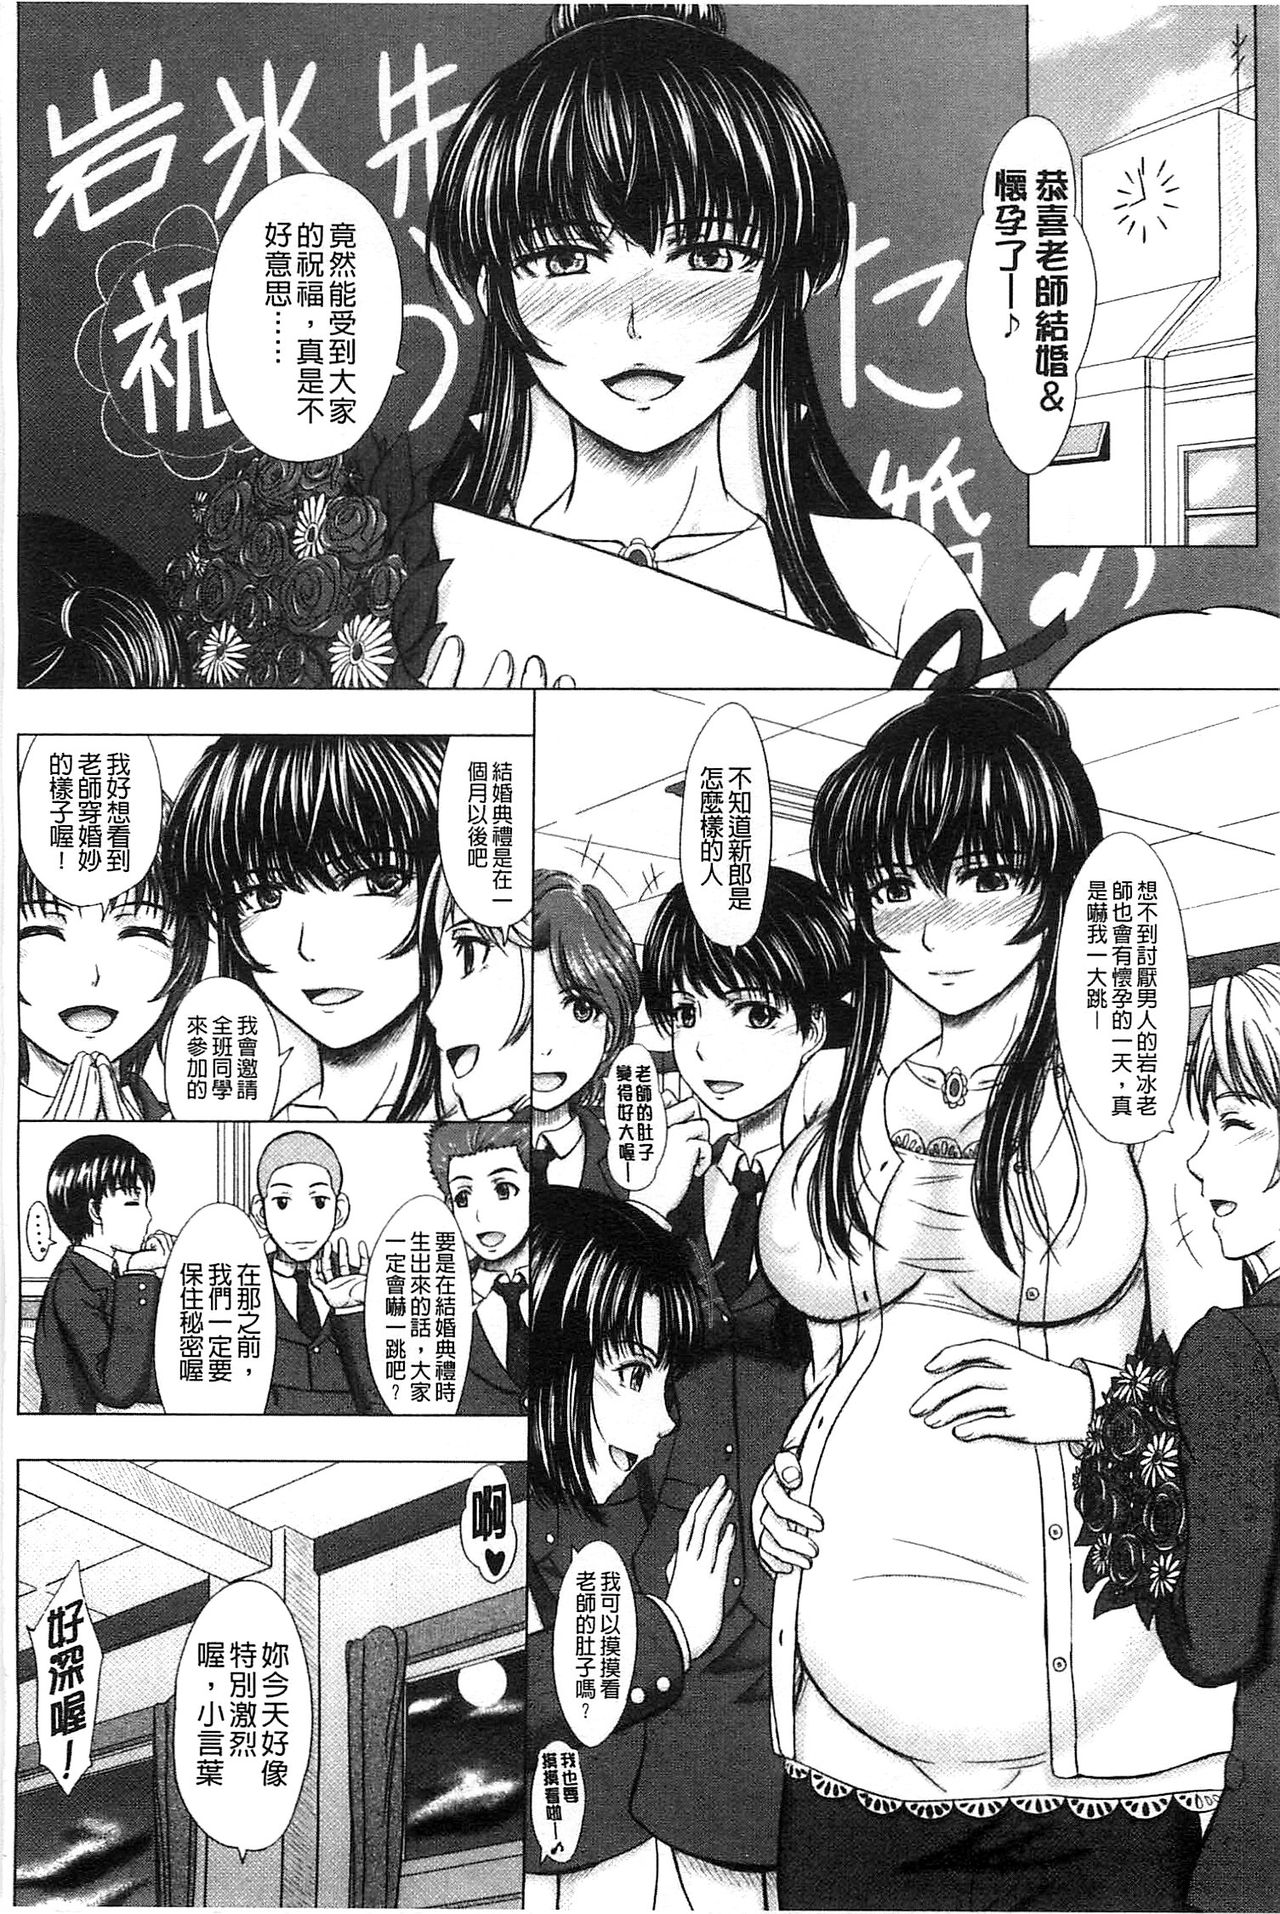 恭喜老師結婚&
懷孕了—♪
竟然能受到大家
的祝福，真是不
好意思……
岩氷先
祝
に
婚
の
想不到討厭男人的岩冰老
師也會有懷孕的一天，真
是嚇我一大跳—
不知道新郎是
怎麼樣的人
老師的肚子
變得好大喔—
我可以摸摸看
老師的肚子嗎？
我也要
摸摸看啦—♪
結婚典禮是在一
個月以後吧
我會邀請
全班同學
來參加的
我好想看到
老師穿婚妙
的樣子喔！
要是在結婚典禮時
生出來的話，大家
一定會嚇一跳吧？
在那之前，
我們一定要
保住秘密喔
……
啊♥
妳今天好像
特別激烈
喔，小言葉
好深喔！